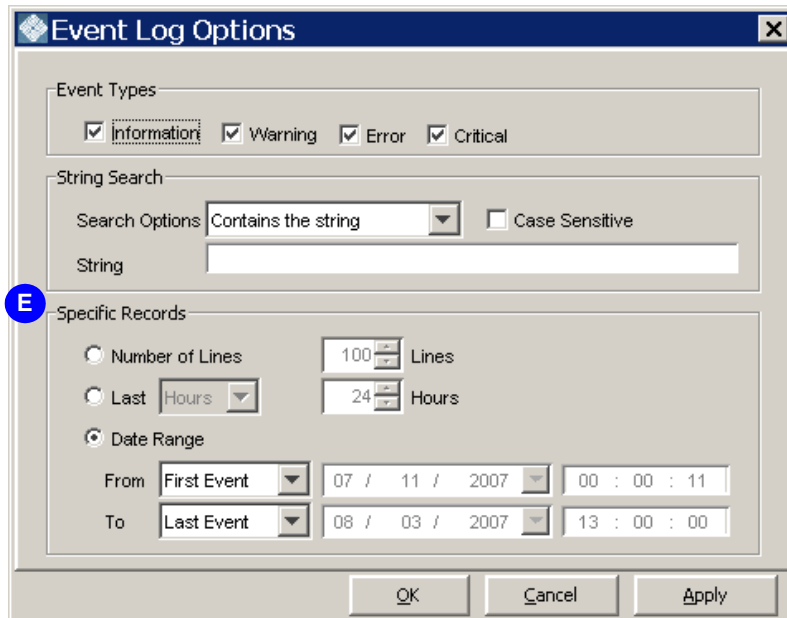 Event Log Options
Event Types
Information Warning Error Critical
String Search
Search Options Contains the string Case Sensitive
String
E
Specific Records
Number of Lines 100 Lines
Last Hours 24 Hours
Date Range
From First Event 07 / 11 / 2007 00 : 00 : 11
To Last Event 08 / 03 / 2007 13 : 00 : 00
OK Cancel Apply